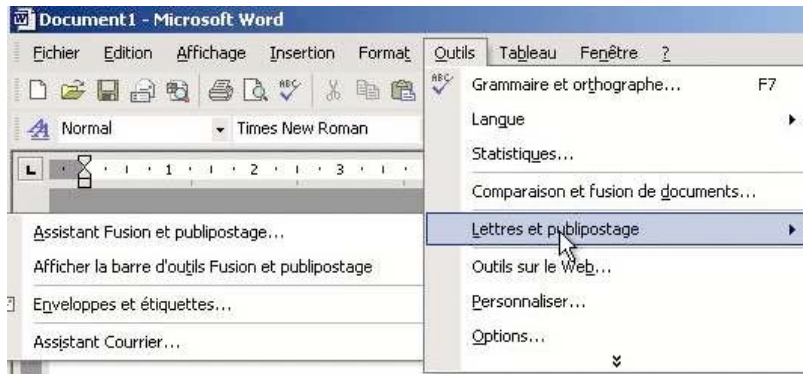 Document1 - Microsoft Word
Fichier Edition Affichage Insertion Format Outils Tableau Fenêtre ?
ABC
Normal Times New Roman
L 1 2 3
ABC Grammaire et orthographe... F7
Langue
Statistiques...
Comparaison et fusion de documents...
Lettres et publipostage
Outils sur le Web...
Personnaliser...
Options...
Assistant Fusion et publipostage...
Afficher la barre d'outils Fusion et publipostage
Enveloppes et étiquettes...
Assistant Courrier...